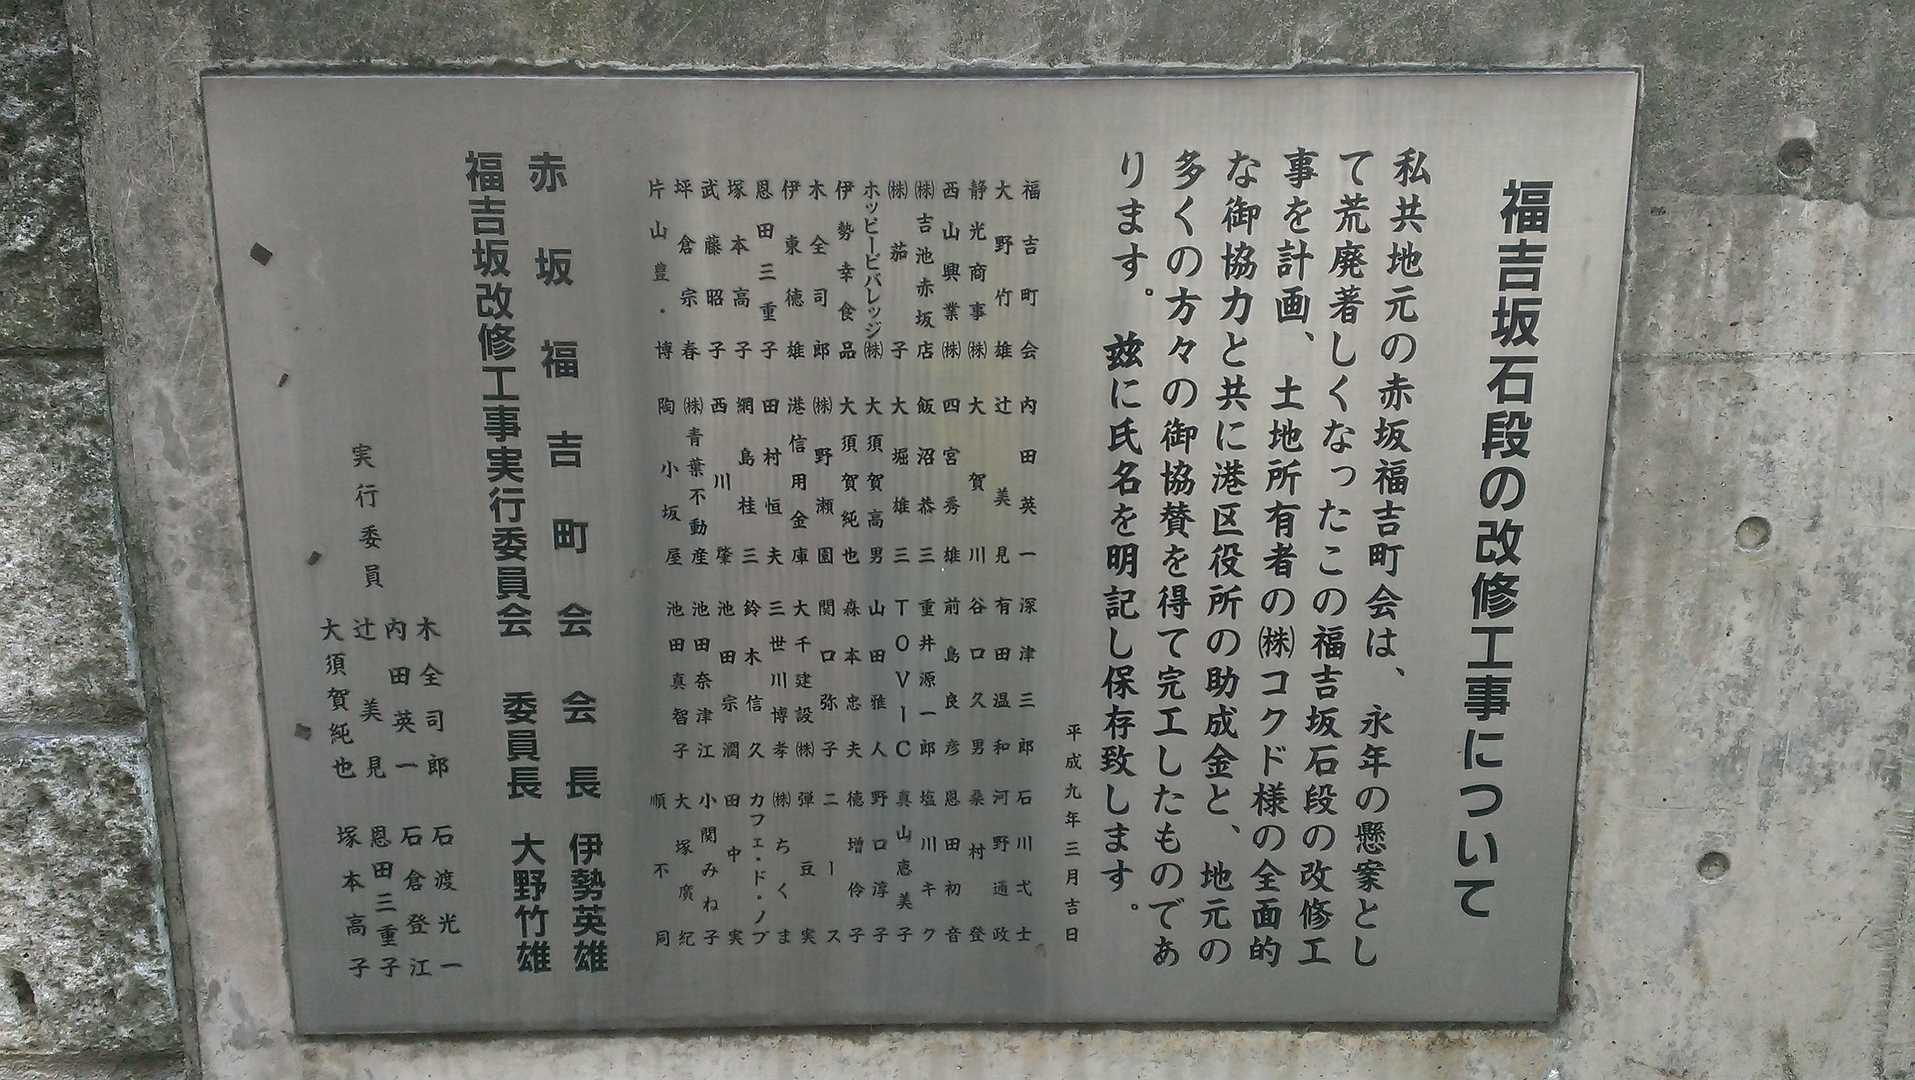 福吉坂石段の改修工事について
私共地元の赤坂福吉町会は、永年の懸案とし
て荒廃著しくなったこの福吉坂石段の改修工
事を計画、土地所有者の㈱コクド様の全面的
な御協力と共に港区役所の助成金と、地元の
多くの方々の御協賛を得て完工したものであ
ります。玆に氏名を明記し保存致します。
平成九年三月吉日
福吉町会 内田英一 深津三郎 石川弌士
大野竹雄 辻美見 有田温和 河野通政
静光商事㈱ 大賀川 谷口久男 桑村登
西山興業㈱ 四宮秀雄 前島良彦 恩田初音
㈱吉池赤坂店 飯沼恭三 重井源一郎 塩川キク
㈱茄子 大堀雄三 TOVIC 真山恵美子
ホッピービバレッジ㈱ 大須賀高男 山田雅人 野口淳子
伊勢幸食品 大須賀純也 森本忠夫 徳増伶子
木全司郎 ㈱野瀬園 関口弥子 ニース
伊東徳雄 港信用金庫 大千建設㈱ 弾豆実
恩田三重子 田村恒夫 三世川博孝 ㈱ちくま
塚本高子 網島桂三 鈴木信久 カフェ・ド・ノブ
武藤昭子 西川肇 池田宗潤 田中実
坪倉宗春 ㈱青葉不動産 池田奈津江 小関みね子
片山豊・博 陶小坂屋 池田真智子 大塚廣紀
順不同
赤坂福吉町会会長 伊勢英雄
福吉坂改修工事実行委員会 委員長 大野竹雄
実行委員
木全司郎 石渡光一
内田英一 石倉登江
辻美見 恩田三重子
大須賀純也 塚本高子